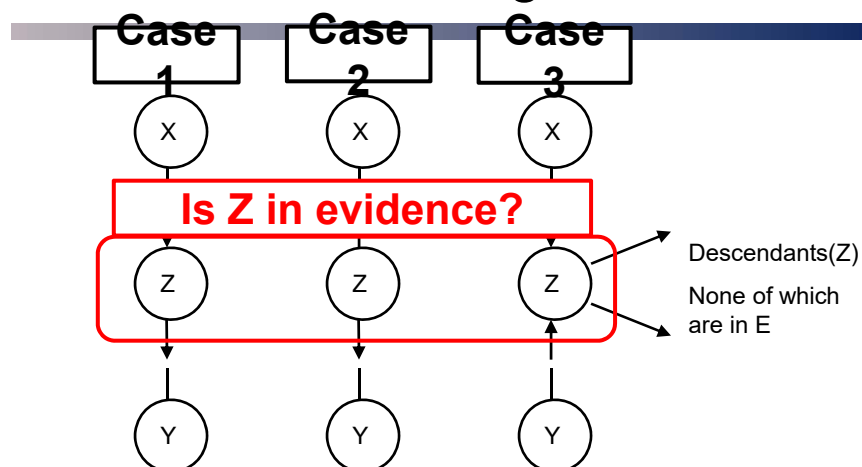 Case Case Case
1 2 3
X X X
Is Z in evidence?
Z Z Z
Descendants(Z)
None of which
are in E
Y Y Y